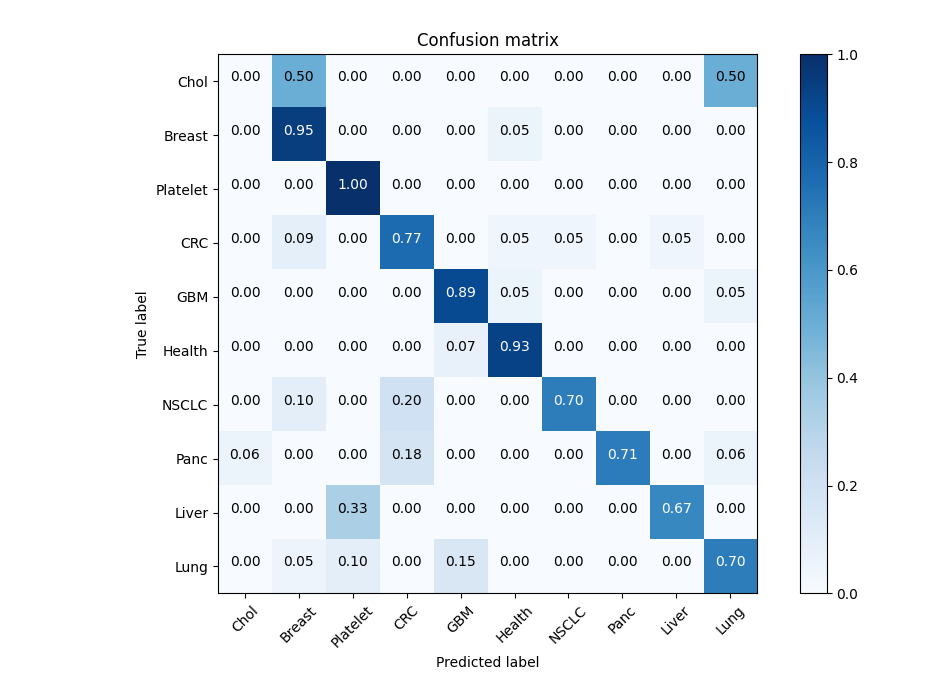 Confusion matrix
Chol 0.00 0.50 0.00 0.00 0.00 0.00 0.00 0.00 0.00 0.50
Breast 0.00 0.95 0.00 0.00 0.00 0.05 0.00 0.00 0.00 0.00
Platelet 0.00 0.00 1.00 0.00 0.00 0.00 0.00 0.00 0.00 0.00
CRC 0.00 0.09 0.00 0.77 0.00 0.05 0.05 0.00 0.05 0.00
GBM 0.00 0.00 0.00 0.00 0.89 0.05 0.00 0.00 0.00 0.05
Health 0.00 0.00 0.00 0.00 0.07 0.93 0.00 0.00 0.00 0.00
NSCLC 0.00 0.10 0.00 0.20 0.00 0.00 0.70 0.00 0.00 0.00
Panc 0.06 0.00 0.00 0.18 0.00 0.00 0.00 0.71 0.00 0.06
Liver 0.00 0.00 0.33 0.00 0.00 0.00 0.00 0.00 0.67 0.00
Lung 0.00 0.05 0.10 0.00 0.15 0.00 0.00 0.00 0.00 0.70
Chol Breast Platelet CRC GBM Health NSCLC Panc Liver Lung
Predicted label
True label
1.0
0.8
0.6
0.4
0.2
0.0